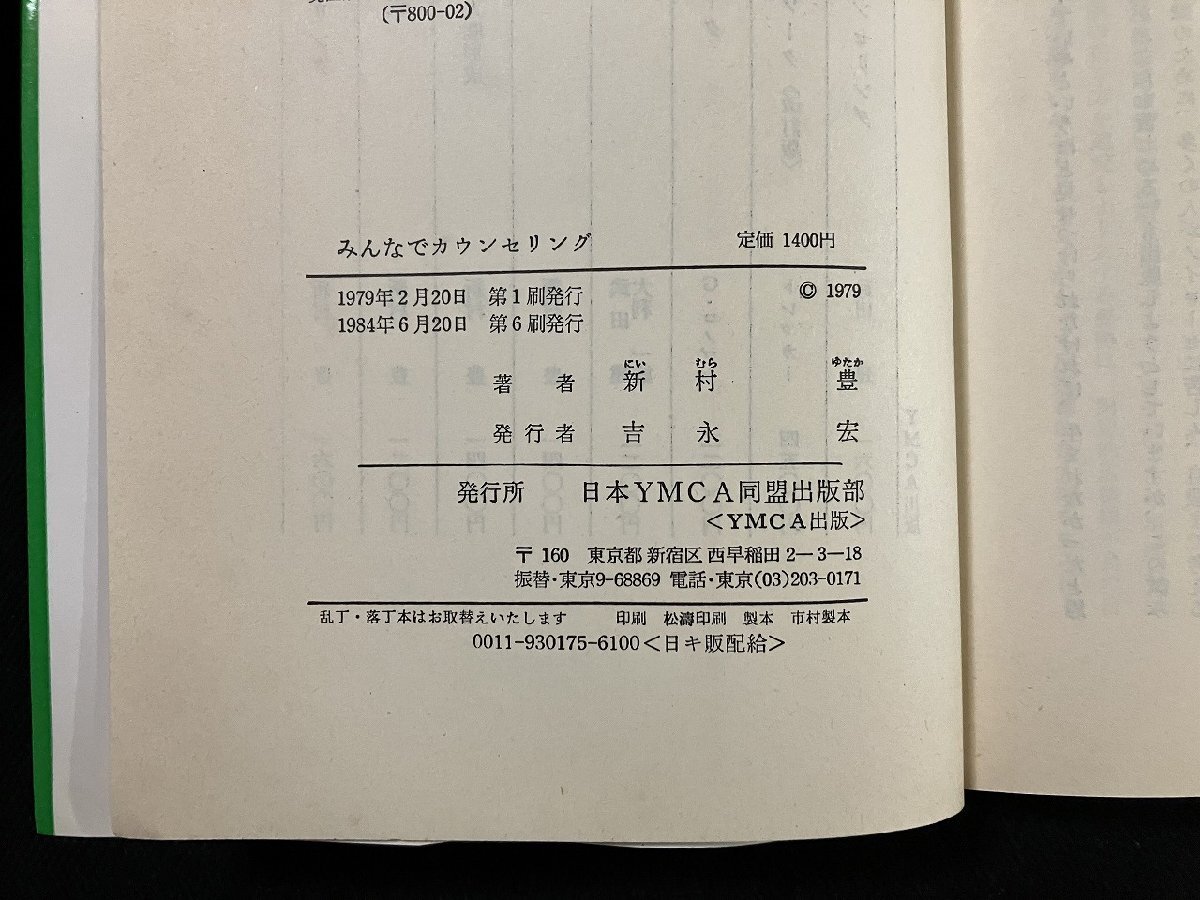 (〒800-02)
みんなでカウンセリング 定価 1400円
1979年2月20日 第1刷発行 © 1979
1984年6月20日 第6刷発行
にい むら ゆたか
著者 新村 豊
発行者 吉永 宏
発行所 日本YMCA同盟出版部
<YMCA出版>
〒160 東京都新宿区西早稲田2-3-18
振替・東京9-68869 電話・東京(03)203-0171
乱丁・落丁本はお取替えいたします 印刷 松濤印刷 製本 市村製本
0011-930175-6100<日キ販配給>